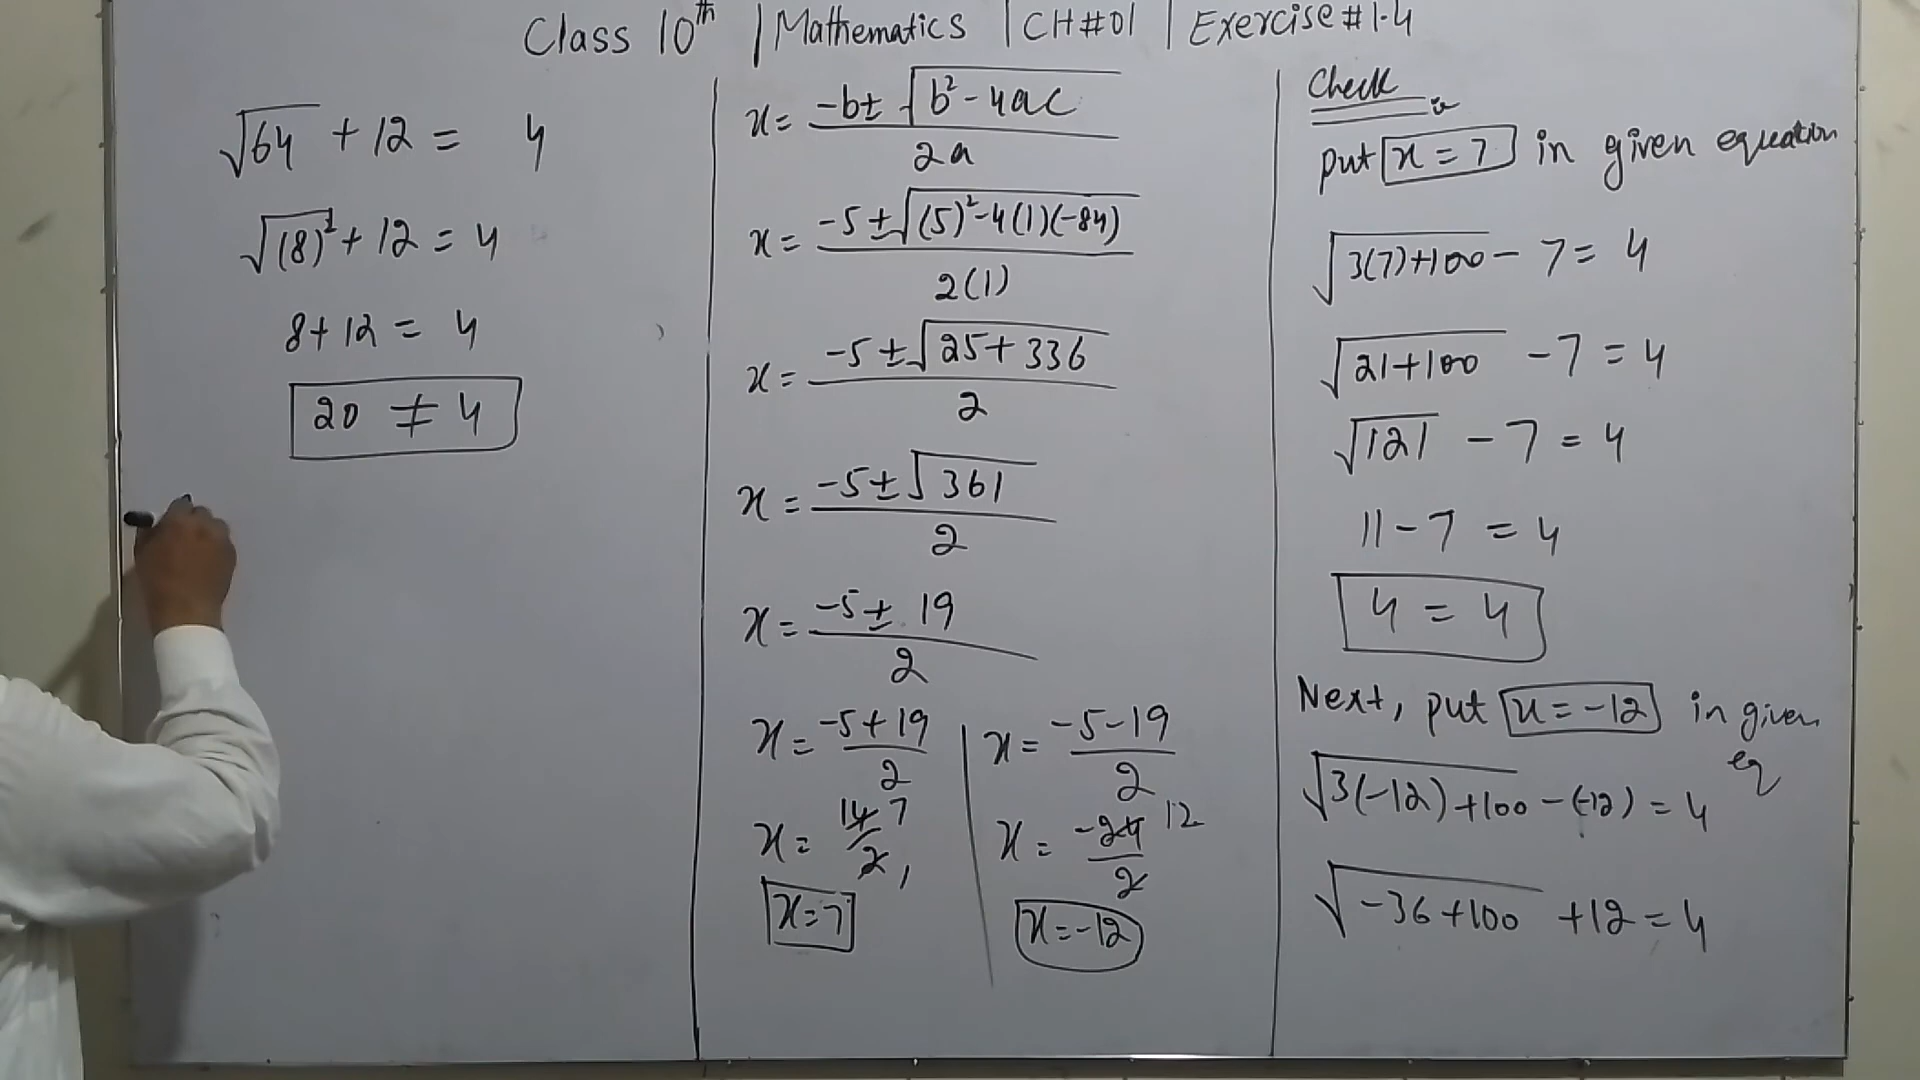 Class 10th | Mathematics | CH#01 | Exercise #1.4
√64 + 12 = 4
√(8)² + 12 = 4
8 + 12 = 4
20 ≠ 4
x = -b ± √b² - 4ac / 2a
x = -5 ± √(5)² - 4(1)(-84) / 2(1)
x = -5 ± √25 + 336 / 2
x = -5 ± √361 / 2
x = -5 ± 19 / 2
x = -5 + 19 / 2 | x = -5 - 19 / 2
x = 14 / 2 , 7 | x = -24 / 2 12
x = 7 | x = -12
Check
put x = 7 in given equation
√3(7) + 100 - 7 = 4
√21 + 100 - 7 = 4
√121 - 7 = 4
11 - 7 = 4
4 = 4
Next, put x = -12 in given
eq
√3(-12) + 100 - (-12) = 4
√-36 + 100 + 12 = 4